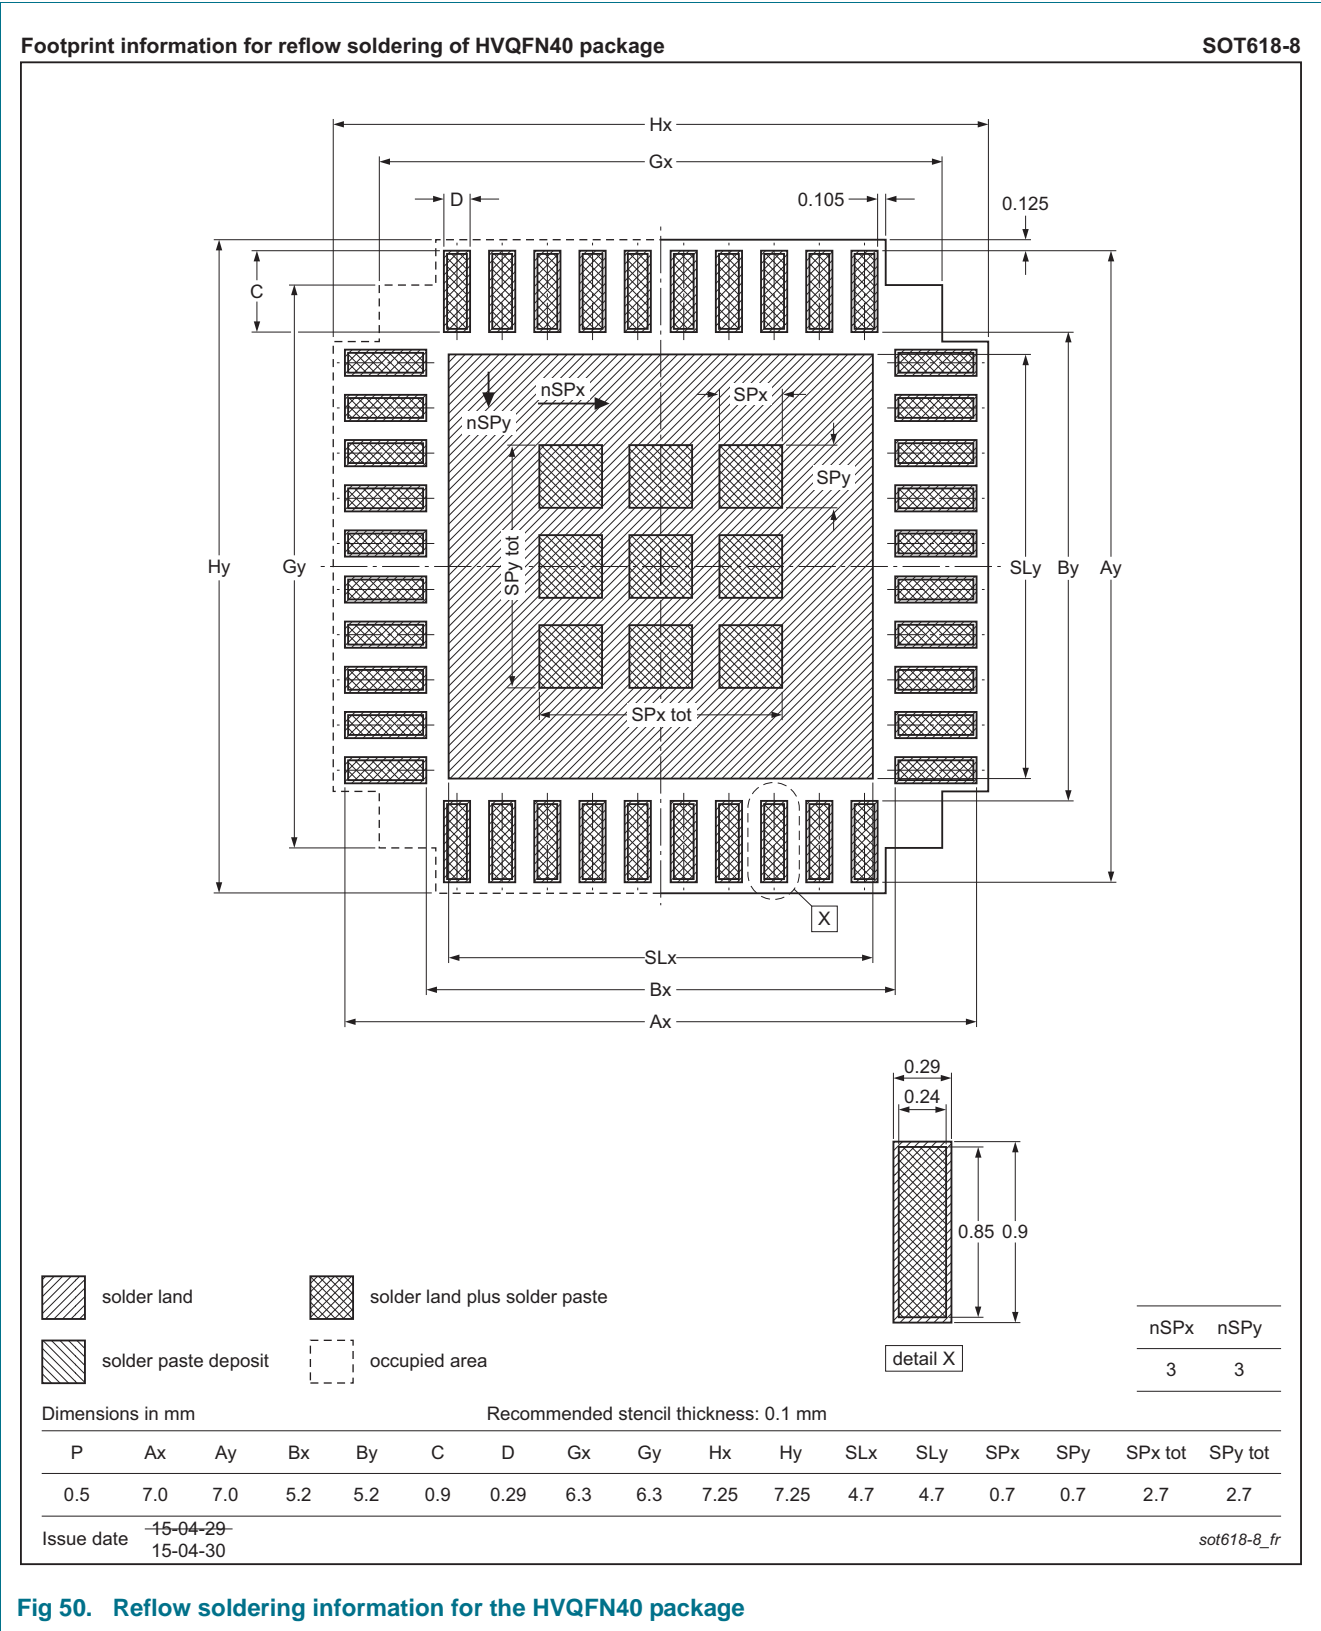 Footprint information for reflow soldering of HVQFN40 package SOT618-8
Hx
Gx
D 0.105 0.125
C
nSPx SPx
nSPy
SPy
Hy Gy SPy tot SLy By Ay
SPx tot
X
SLx
Bx
Ax
0.29
0.24
0.85 0.9
solder land solder land plus solder paste
nSPx nSPy
solder paste deposit occupied area detail X
3 3
Dimensions in mm Recommended stencil thickness: 0.1 mm
P Ax Ay Bx By C D Gx Gy Hx Hy SLx SLy SPx SPy SPx tot SPy tot
0.5 7.0 7.0 5.2 5.2 0.9 0.29 6.3 6.3 7.25 7.25 4.7 4.7 0.7 0.7 2.7 2.7
Issue date 15-04-29
15-04-30 sot618-8_fr
Fig 50. Reflow soldering information for the HVQFN40 package